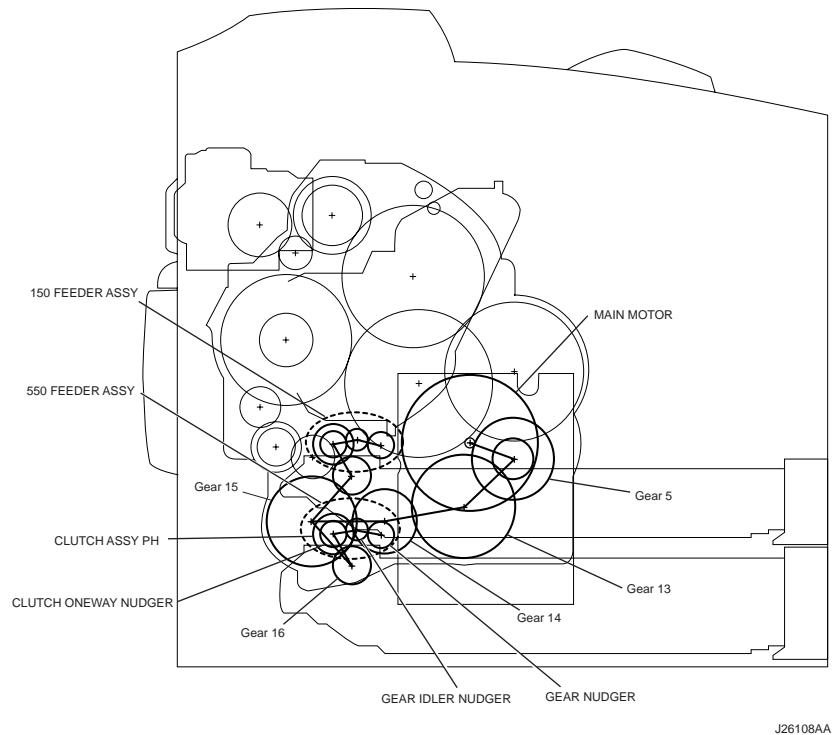 150 FEEDER ASSY
MAIN MOTOR
550 FEEDER ASSY
Gear 15
Gear 5
CLUTCH ASSY PH
Gear 13
CLUTCH ONEWAY NUDGER
Gear 14
Gear 16
GEAR IDLER NUDGER
GEAR NUDGER
J26108AA